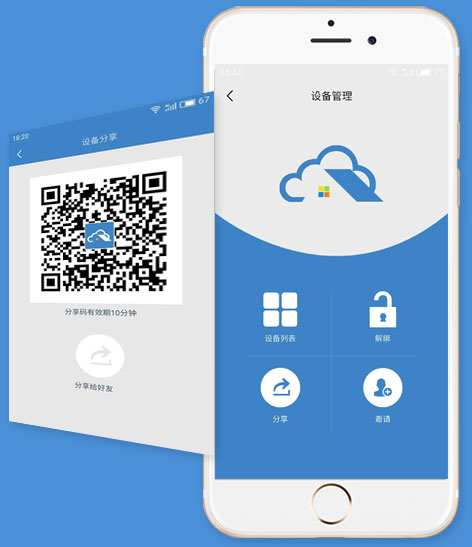 18:20
67
设备分享
分享码有效期10分钟
分享给好友
15:52
77
设备管理
设备列表
解绑
分享
邀请